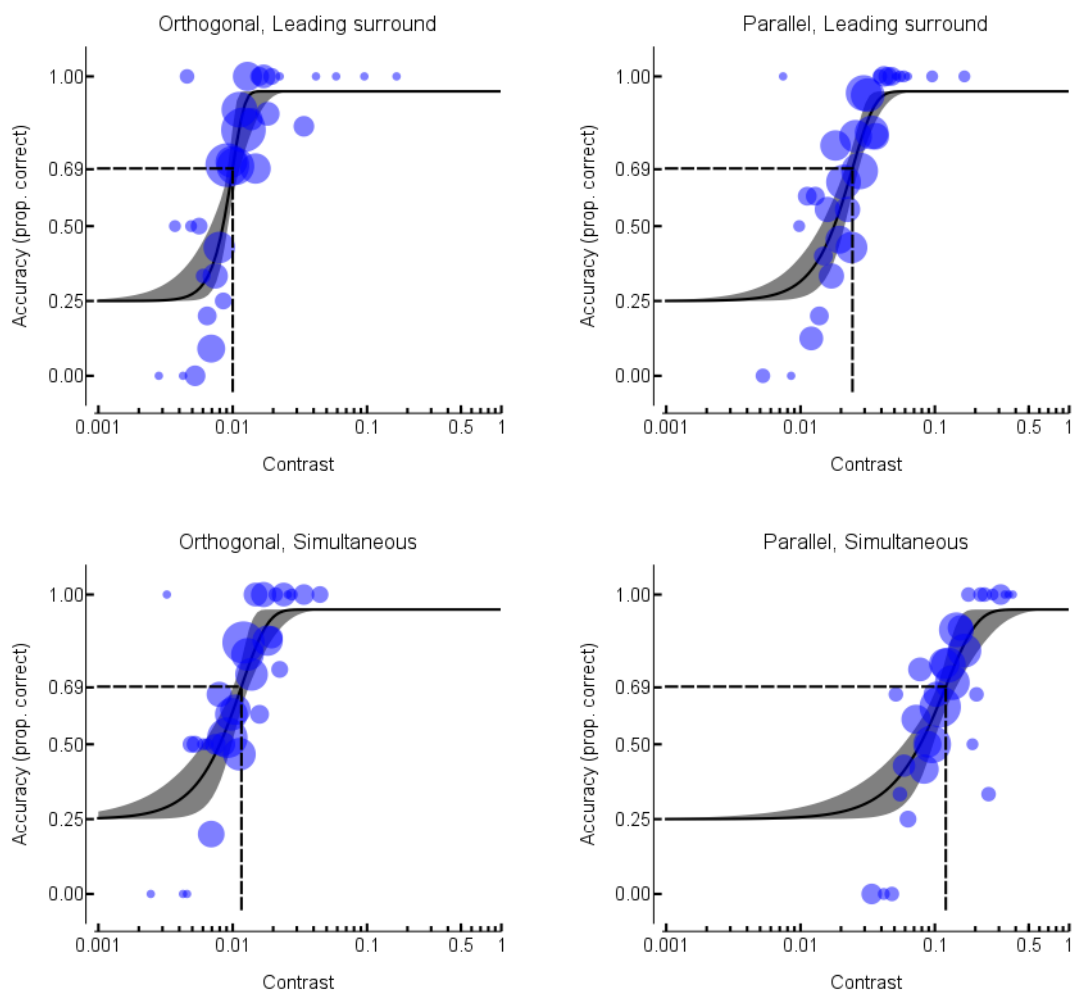 Orthogonal, Leading surround
Accuracy (prop. correct)
1.00
0.69
0.50
0.25
0.00
0.001 0.01 0.1 0.5 1
Contrast
Parallel, Leading surround
Accuracy (prop. correct)
1.00
0.69
0.50
0.25
0.00
0.001 0.01 0.1 0.5 1
Contrast
Orthogonal, Simultaneous
Accuracy (prop. correct)
1.00
0.69
0.50
0.25
0.00
0.001 0.01 0.1 0.5 1
Contrast
Parallel, Simultaneous
Accuracy (prop. correct)
1.00
0.69
0.50
0.25
0.00
0.001 0.01 0.1 0.5 1
Contrast